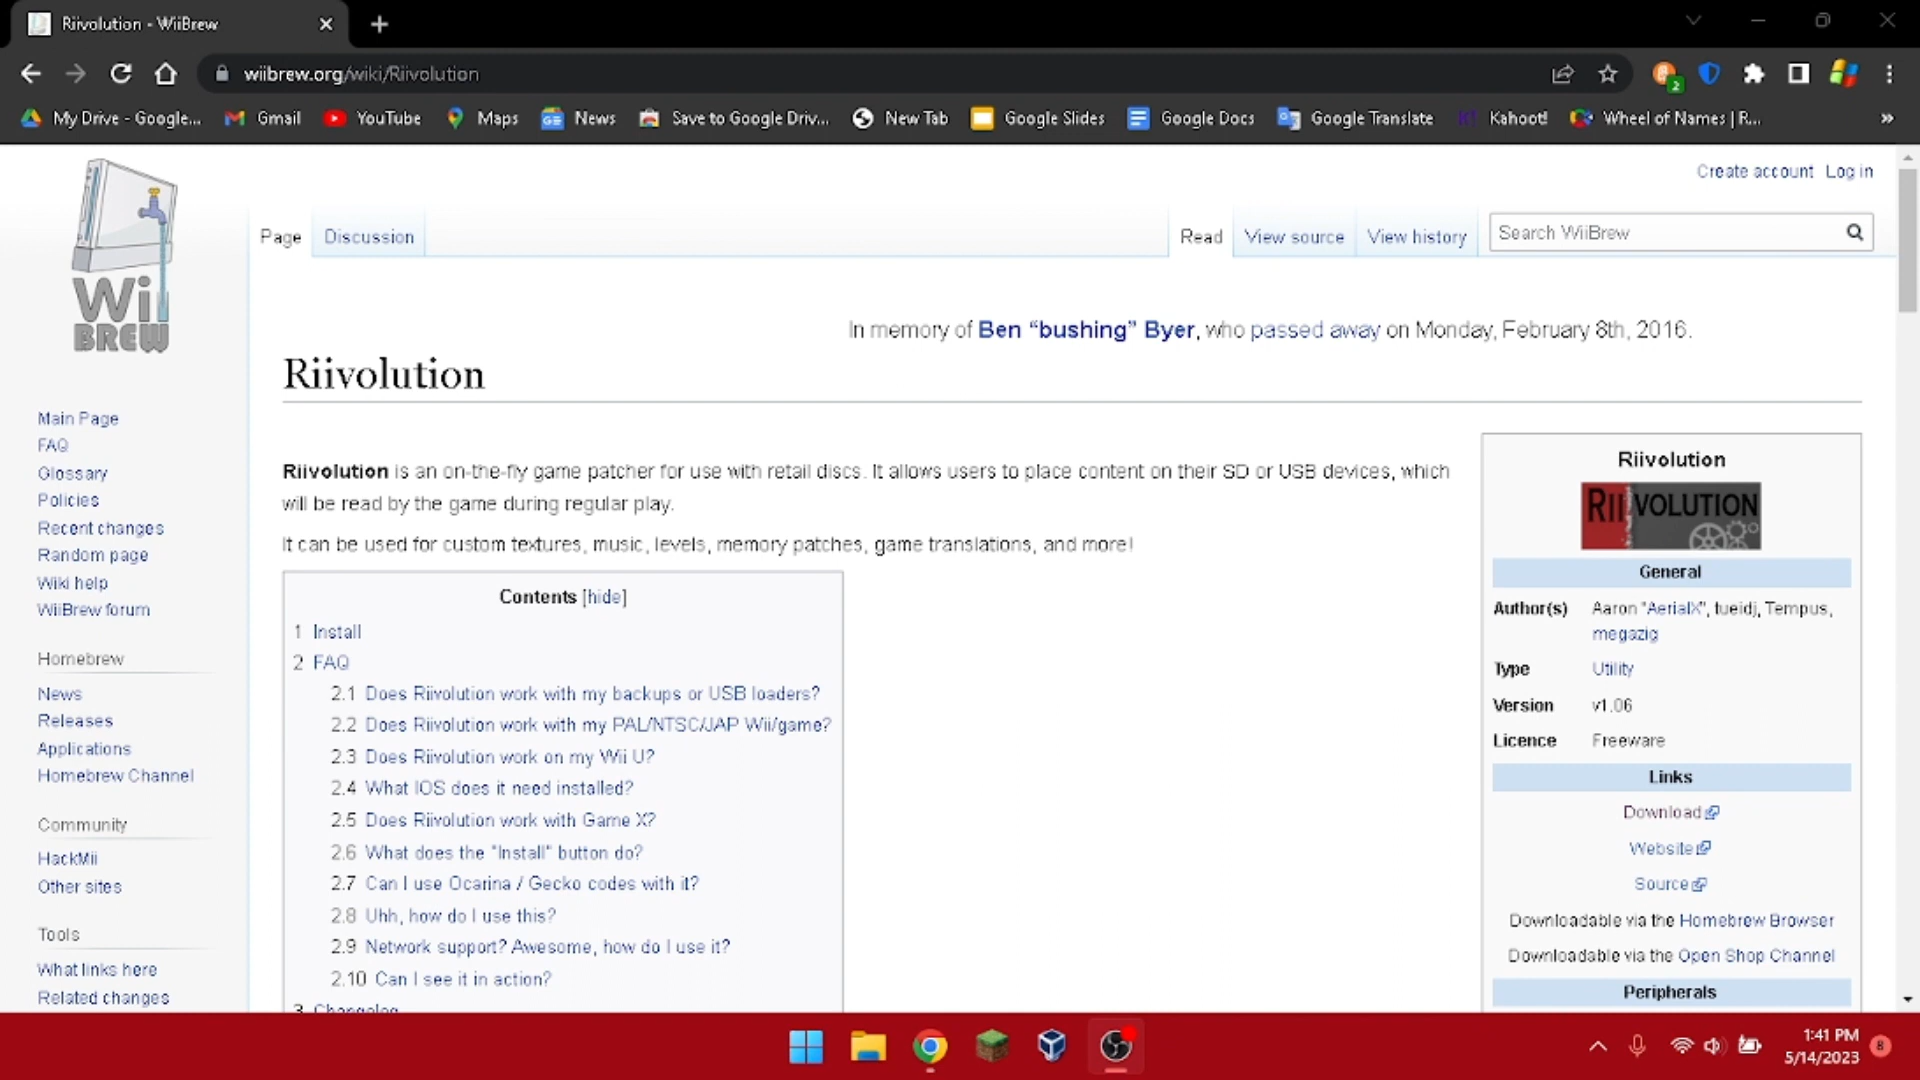 Riivolution - WiiBrew
wiibrew.org/wiki/Riivolution
2
My Drive - Google... Gmail YouTube Maps News Save to Google Driv... New Tab Google Slides Google Docs Google Translate Kahoot! Wheel of Names | R... »
Create account Log in
Page Discussion Read View source View history Search WiiBrew
Wii
BREW
In memory of Ben “bushing” Byer, who passed away on Monday, February 8th, 2016.
Riivolution
Main Page
FAQ
Glossary
Policies
Recent changes
Random page
Wiki help
WiiBrew forum
Homebrew
News
Releases
Applications
Homebrew Channel
Community
HackMii
Other sites
Tools
What links here
Related changes
Riivolution is an on-the-fly game patcher for use with retail discs. It allows users to place content on their SD or USB devices, which
will be read by the game during regular play.
It can be used for custom textures, music, levels, memory patches, game translations, and more!
Contents [hide]
1 Install
2 FAQ
2.1 Does Riivolution work with my backups or USB loaders?
2.2 Does Riivolution work with my PAL/NTSC/JAP Wii/game?
2.3 Does Riivolution work on my Wii U?
2.4 What IOS does it need installed?
2.5 Does Riivolution work with Game X?
2.6 What does the "Install" button do?
2.7 Can I use Ocarina / Gecko codes with it?
2.8 Uhh, how do I use this?
2.9 Network support? Awesome, how do I use it?
2.10 Can I see it in action?
3 Changelog
Riivolution
RIIVOLUTION
General
Author(s) Aaron "AerialX", tueidj, Tempus,
megazig
Type Utility
Version v1.06
Licence Freeware
Links
Download
Website
Source
Downloadable via the Homebrew Browser
Downloadable via the Open Shop Channel
Peripherals
1:41 PM
5/14/2023
8